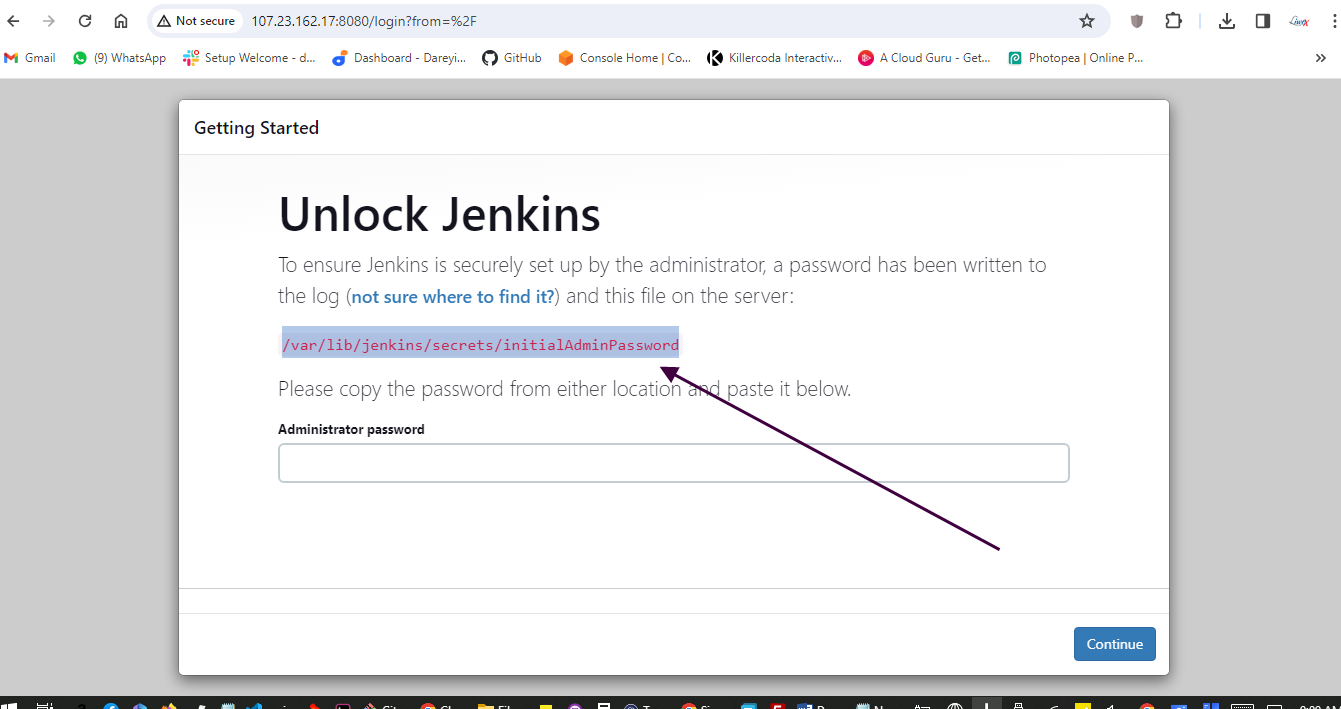 Not secure 107.23.162.17:8080/login?from=%2F
Gmail (9) WhatsApp Setup Welcome - d... Dashboard - Dareyi... GitHub Console Home | Co... Killercoda Interactiv... A Cloud Guru - Get... Photopea | Online P... »
Getting Started
Unlock Jenkins
To ensure Jenkins is securely set up by the administrator, a password has been written to
the log (not sure where to find it?) and this file on the server:
/var/lib/jenkins/secrets/initialAdminPassword
Please copy the password from either location and paste it below.
Administrator password
Continue